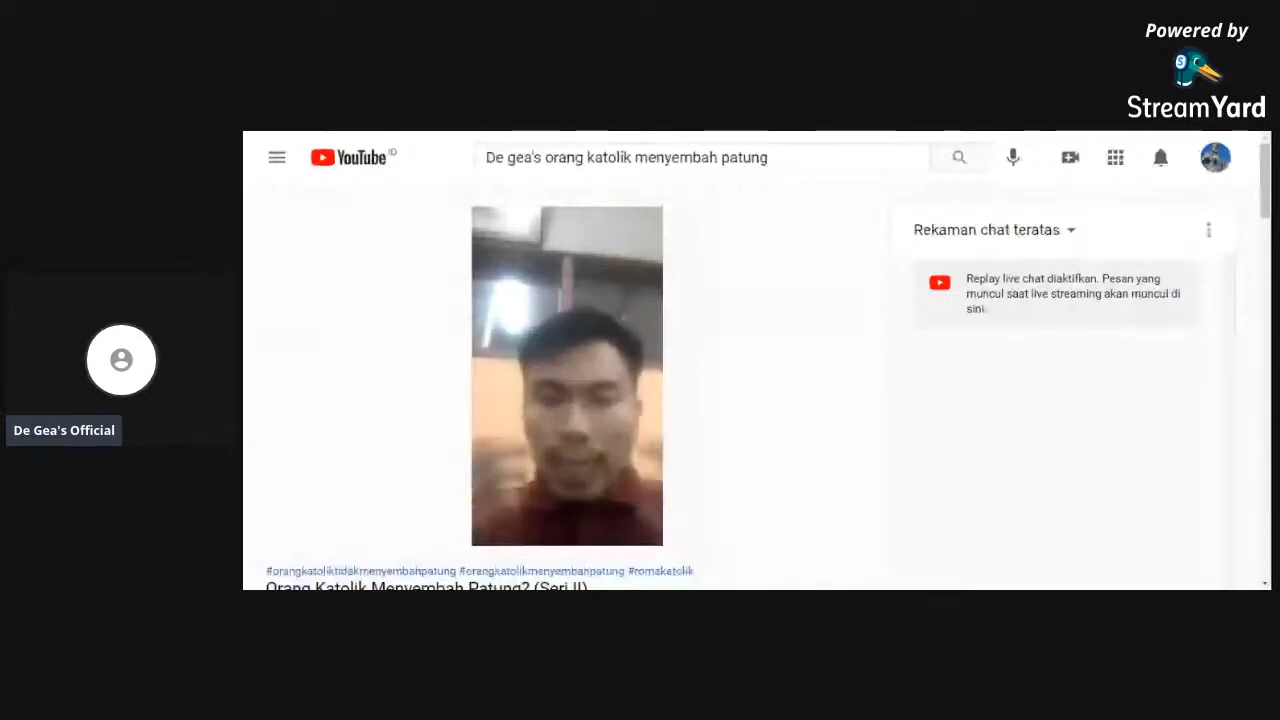 Powered by
StreamYard
YouTube ID
De gea's orang katolik menyembah patung
Rekaman chat teratas
Replay live chat diaktifkan. Pesan yang
muncul saat live streaming akan muncul di
sini.
De Gea's Official
#orangkatoliktidakmenyembahpatung #orangkatolikmenyembahpatung #romakatolik
Orang Katolik Menyembah Patung? (Seri II)